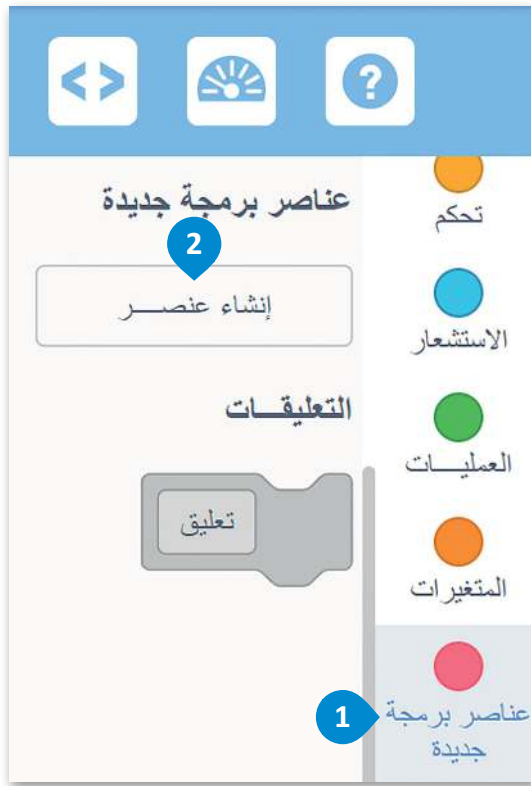 < >
?
تحكم
الاستشعار
العمليـــات
المتغيرات
1
عناصر برمجة
جديدة
عناصر برمجة جديدة
2
إنشاء عنصـــر
التعليقـــات
تعليق